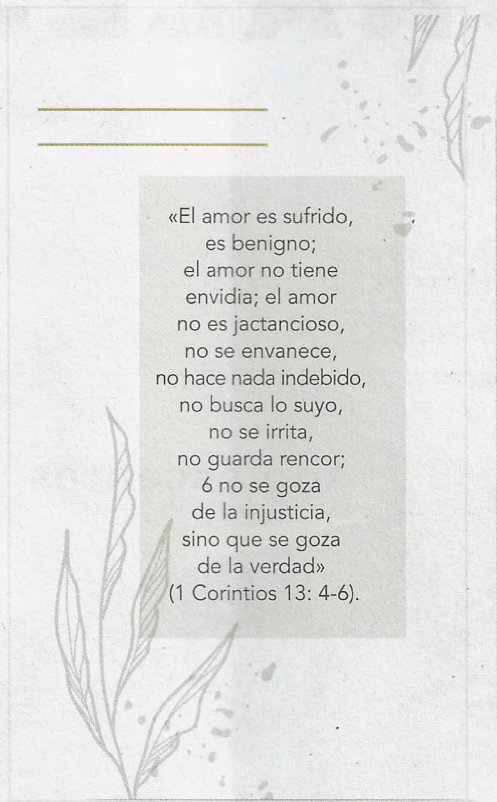 «El amor es sufrido,
es benigno;
el amor no tiene
envidia; el amor
no es jactancioso,
no se envanece,
no hace nada indebido,
no busca lo suyo,
no se irrita,
no guarda rencor;
6 no se goza
de la injusticia,
sino que se goza
de la verdad»
(1 Corintios 13: 4-6).